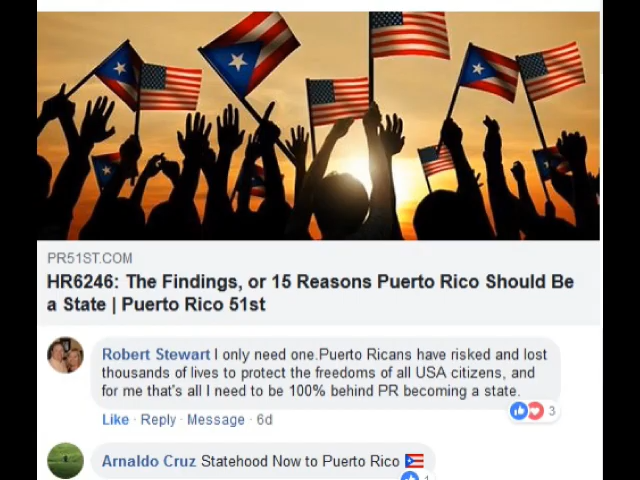 PR51ST.COM
HR6246: The Findings, or 15 Reasons Puerto Rico Should Be
a State | Puerto Rico 51st
Robert Stewart I only need one.Puerto Ricans have risked and lost
thousands of lives to protect the freedoms of all USA citizens, and
for me that's all I need to be 100% behind PR becoming a state.
3
Like · Reply · Message · 6d
Arnaldo Cruz Statehood Now to Puerto Rico
1